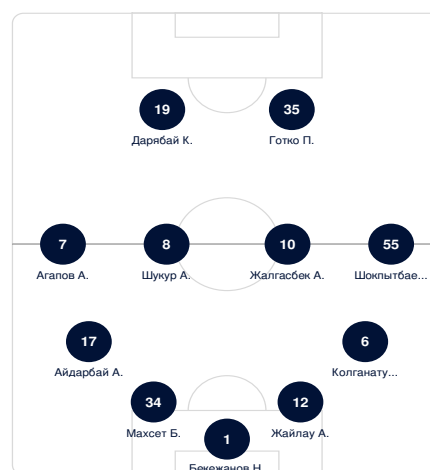 19 35
Дарябай К. Готко П.
7 8 10 55
Агапов А. Шукур А. Жалгасбек А. Шокпытбае...
17 6
Айдарбай А. Колганату...
34 12
Махсет Б. Жайлау А.
1
Бекежанов Н.